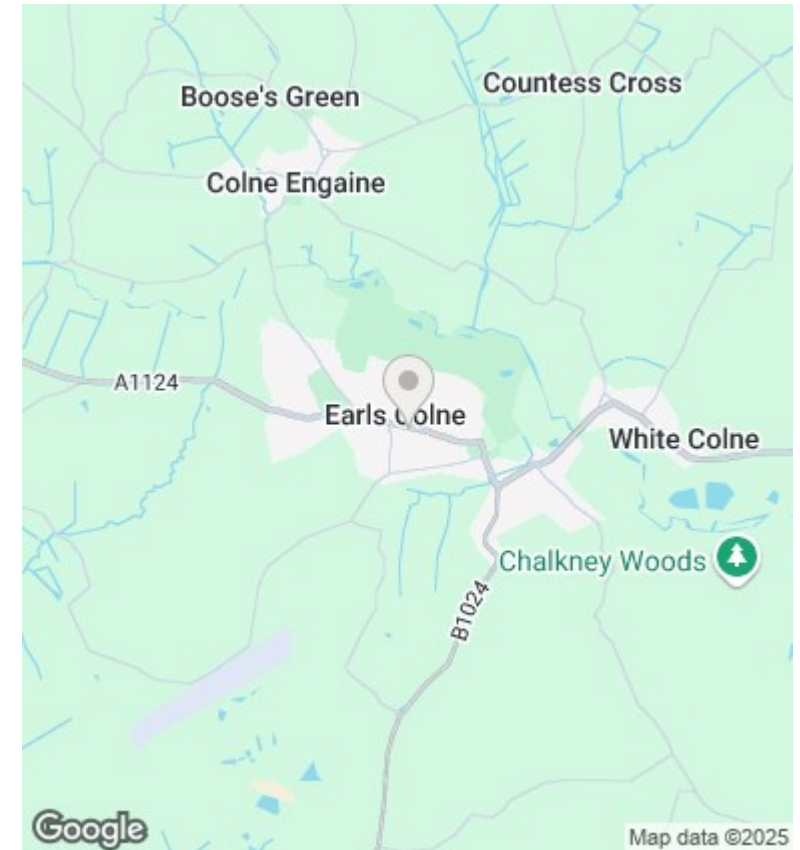 Countess Cross
Boose's Green
Colne Engaine
A1124
Earls Colne
White Colne
Chalkney Woods
B1024
Google
Map data ©2025